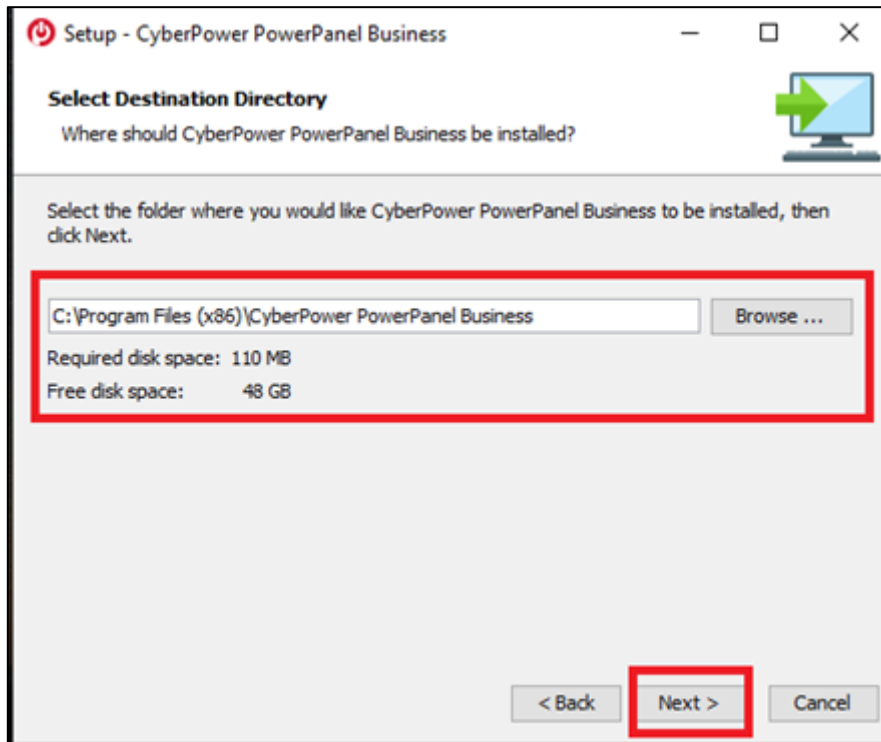 Setup - CyberPower PowerPanel Business
Select Destination Directory
Where should CyberPower PowerPanel Business be installed?
Select the folder where you would like CyberPower PowerPanel Business to be installed, then
click Next.
C:\Program Files (x86)\CyberPower PowerPanel Business
Browse ...
Required disk space: 110 MB
Free disk space: 48 GB
< Back
Next >
Cancel